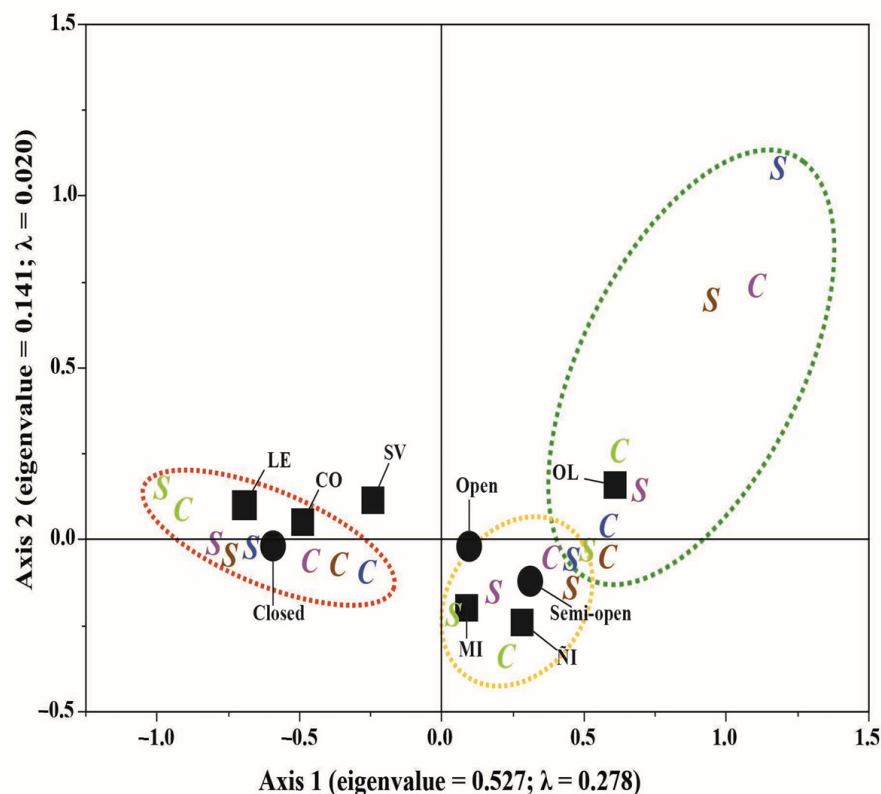 1.5
1.0
0.5
0.0
−0.5
−1.0
−0.5
0.0
0.5
1.0
1.5
Axis 2 (eigenvalue = 0.141; λ = 0.020)
Axis 1 (eigenvalue = 0.527; λ = 0.278)
S
S
C
C
OL
S
C
LE
CO
SV
Open
S
C
S
S
S
Closed
C
C
C
C
S
S
C
S
S
Semi-open
S
MI
ÑI
C